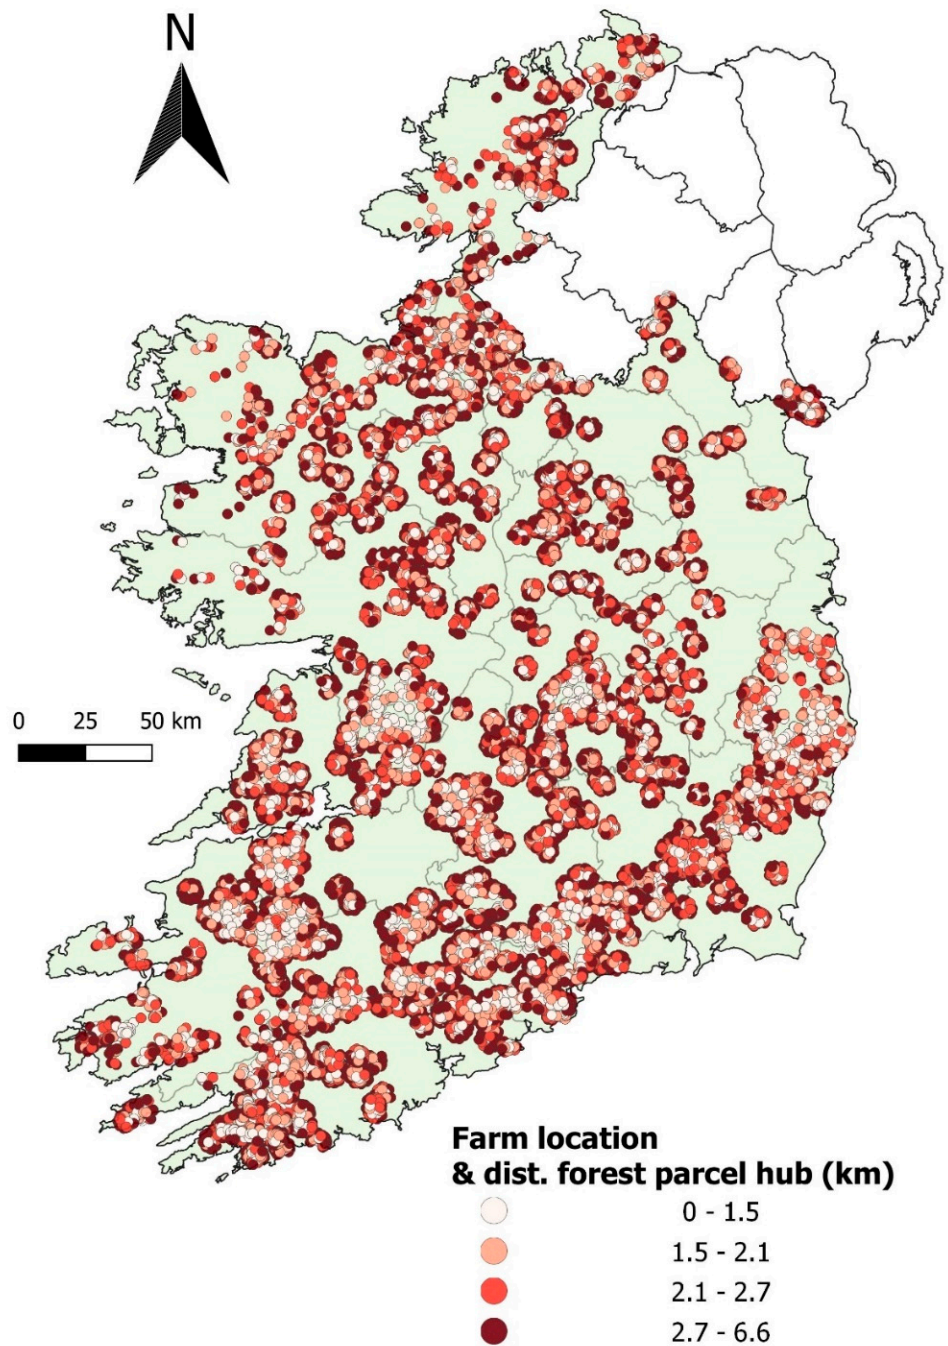 N
0 25 50 km
Farm location
& dist. forest parcel hub (km)
0 - 1.5
1.5 - 2.1
2.1 - 2.7
2.7 - 6.6